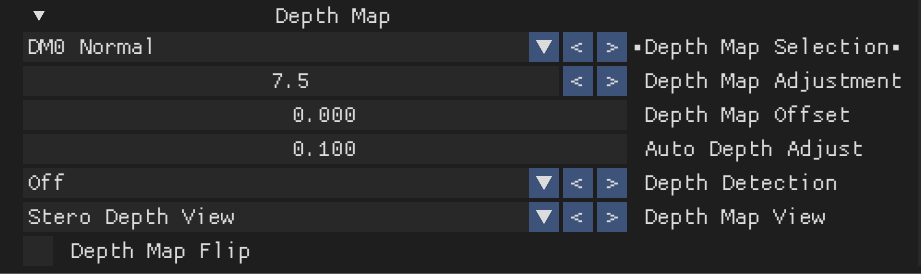 ▼ Depth Map
DM0 Normal ▼ < > ▪Depth Map Selection▪
7.5 < > Depth Map Adjustment
0.000 Depth Map Offset
0.100 Auto Depth Adjust
Off ▼ < > Depth Detection
Stero Depth View ▼ < > Depth Map View
Depth Map Flip